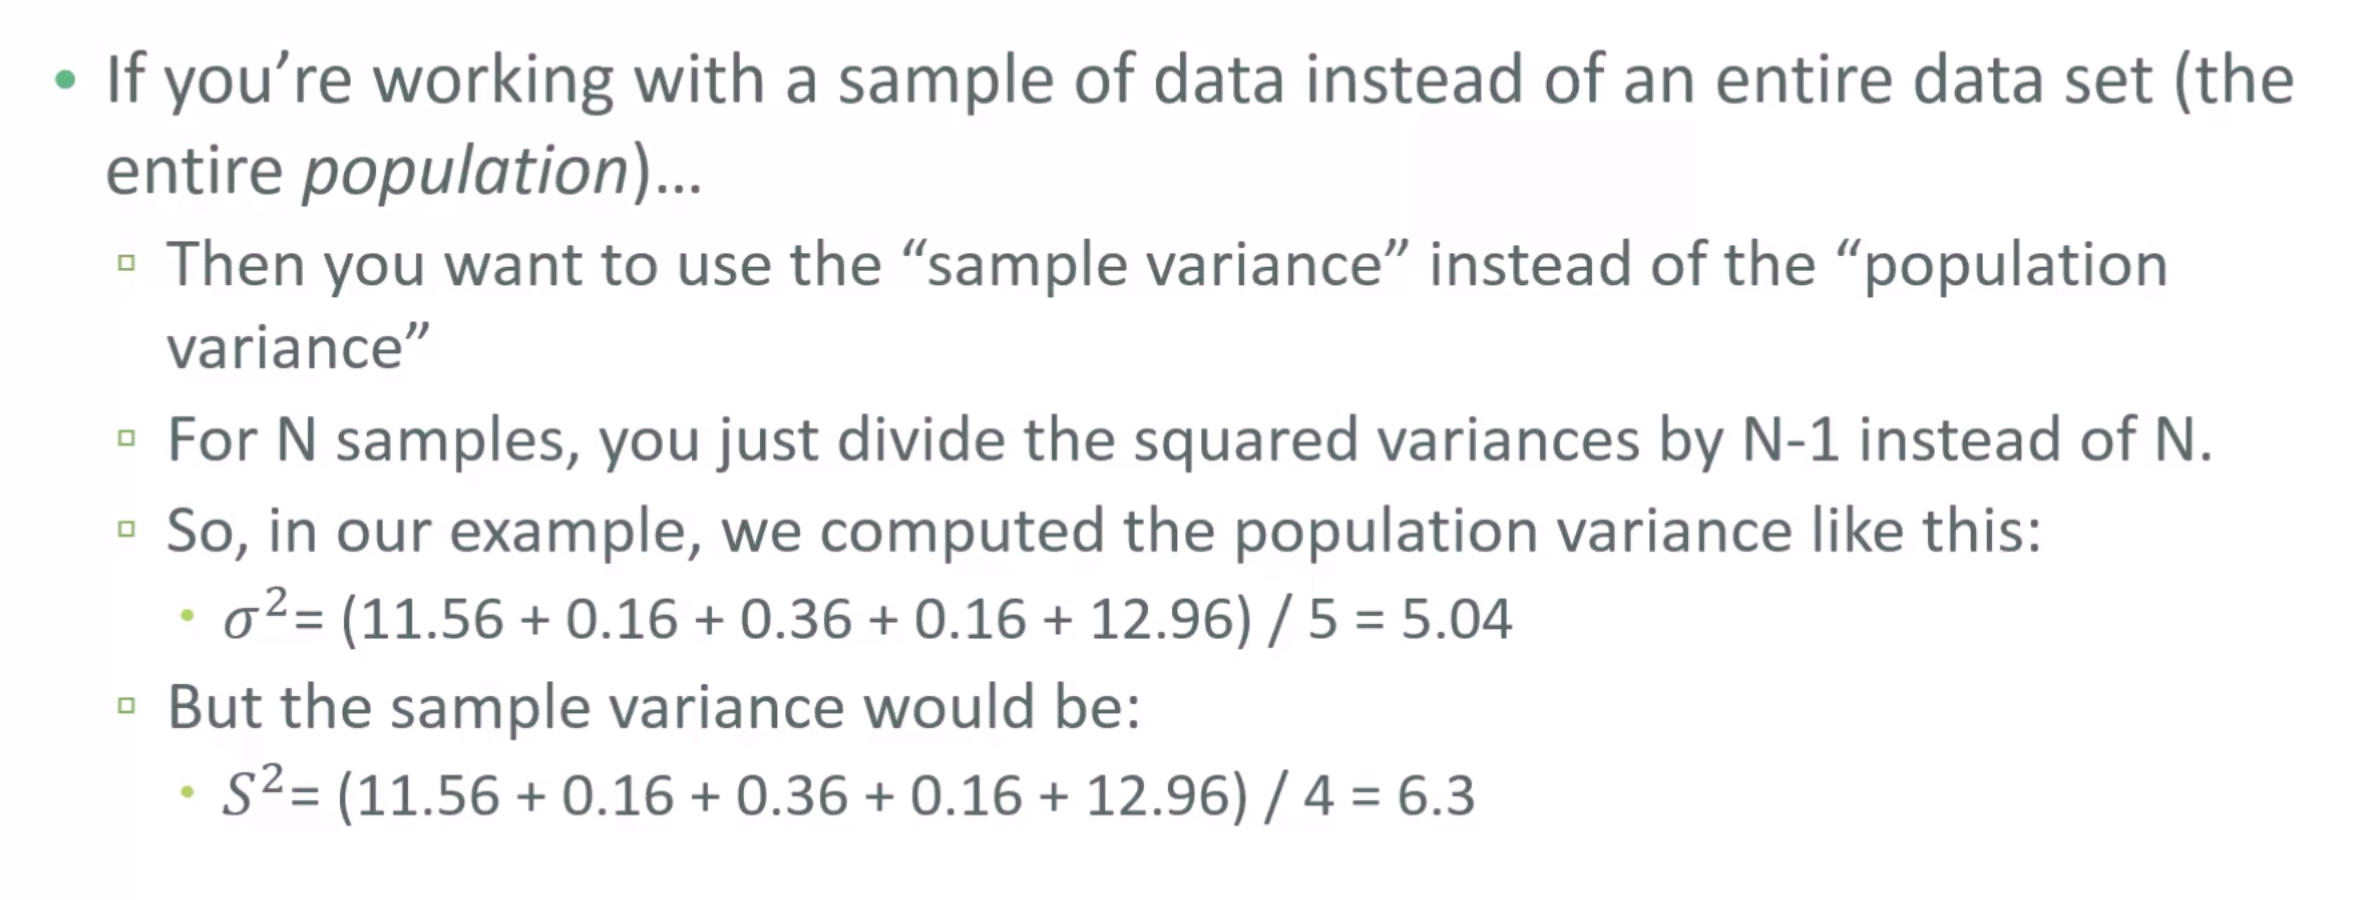 • If you’re working with a sample of data instead of an entire data set (the
entire population)…
▫ Then you want to use the “sample variance” instead of the “population
variance”
▫ For N samples, you just divide the squared variances by N-1 instead of N.
▫ So, in our example, we computed the population variance like this:
• σ²= (11.56 + 0.16 + 0.36 + 0.16 + 12.96) / 5 = 5.04
▫ But the sample variance would be:
• S²= (11.56 + 0.16 + 0.36 + 0.16 + 12.96) / 4 = 6.3